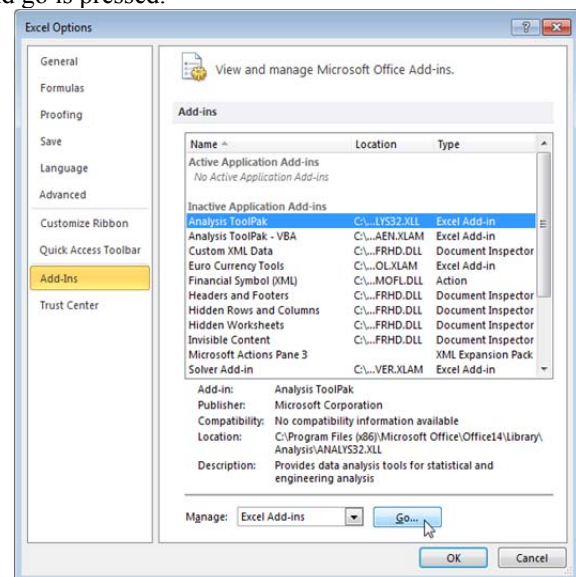 d go is pressed.
Excel Options
General
Formulas
Proofing
Save
Language
Advanced
Customize Ribbon
Quick Access Toolbar
Add-Ins
Trust Center
View and manage Microsoft Office Add-ins.
Add-ins
Name Location Type
Active Application Add-ins
No Active Application Add-ins
Inactive Application Add-ins
Analysis ToolPak C:\...LYS32.XLL Excel Add-in
Analysis ToolPak - VBA C:\...AEN.XLAM Excel Add-in
Custom XML Data C:\...FRHD.DLL Document Inspector
Euro Currency Tools C:\...OL.XLAM Excel Add-in
Financial Symbol (XML) C:\...MOFL.DLL Action
Headers and Footers C:\...FRHD.DLL Document Inspector
Hidden Rows and Columns C:\...FRHD.DLL Document Inspector
Hidden Worksheets C:\...FRHD.DLL Document Inspector
Invisible Content C:\...FRHD.DLL Document Inspector
Microsoft Actions Pane 3 XML Expansion Pack
Solver Add-in C:\...VER.XLAM Excel Add-in
Add-in: Analysis ToolPak
Publisher: Microsoft Corporation
Compatibility: No compatibility information available
Location: C:\Program Files (x86)\Microsoft Office\Office14\Library\
Analysis\ANALYS32.XLL
Description: Provides data analysis tools for statistical and
engineering analysis
Manage: Excel Add-ins Go...
OK Cancel